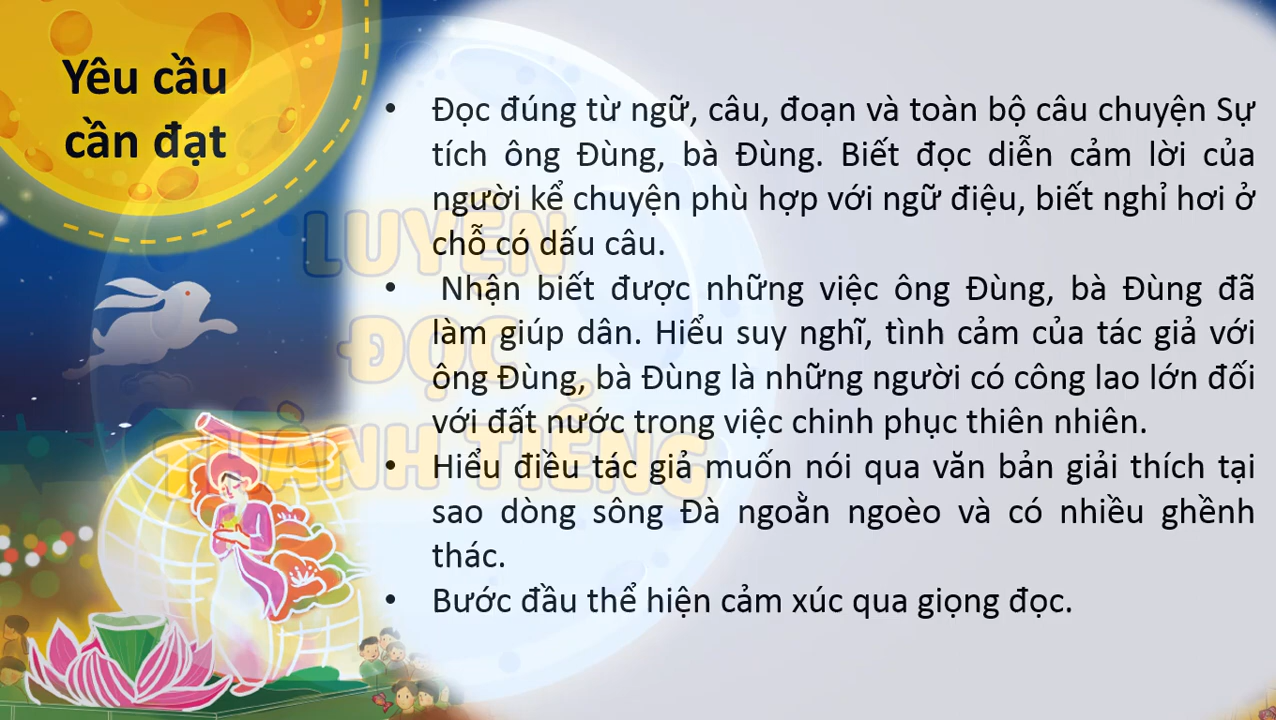 Yêu cầu
cần đạt
• Đọc đúng từ ngữ, câu, đoạn và toàn bộ câu chuyện Sự
tích ông Đùng, bà Đùng. Biết đọc diễn cảm lời của
người kể chuyện phù hợp với ngữ điệu, biết nghỉ hơi ở
chỗ có dấu câu.
• Nhận biết được những việc ông Đùng, bà Đùng đã
làm giúp dân. Hiểu suy nghĩ, tình cảm của tác giả với
ông Đùng, bà Đùng là những người có công lao lớn đối
với đất nước trong việc chinh phục thiên nhiên.
• Hiểu điều tác giả muốn nói qua văn bản giải thích tại
sao dòng sông Đà ngoằn ngoèo và có nhiều ghềnh
thác.
• Bước đầu thể hiện cảm xúc qua giọng đọc.
LUYỆN
ĐỌC
THÀNH TIẾNG